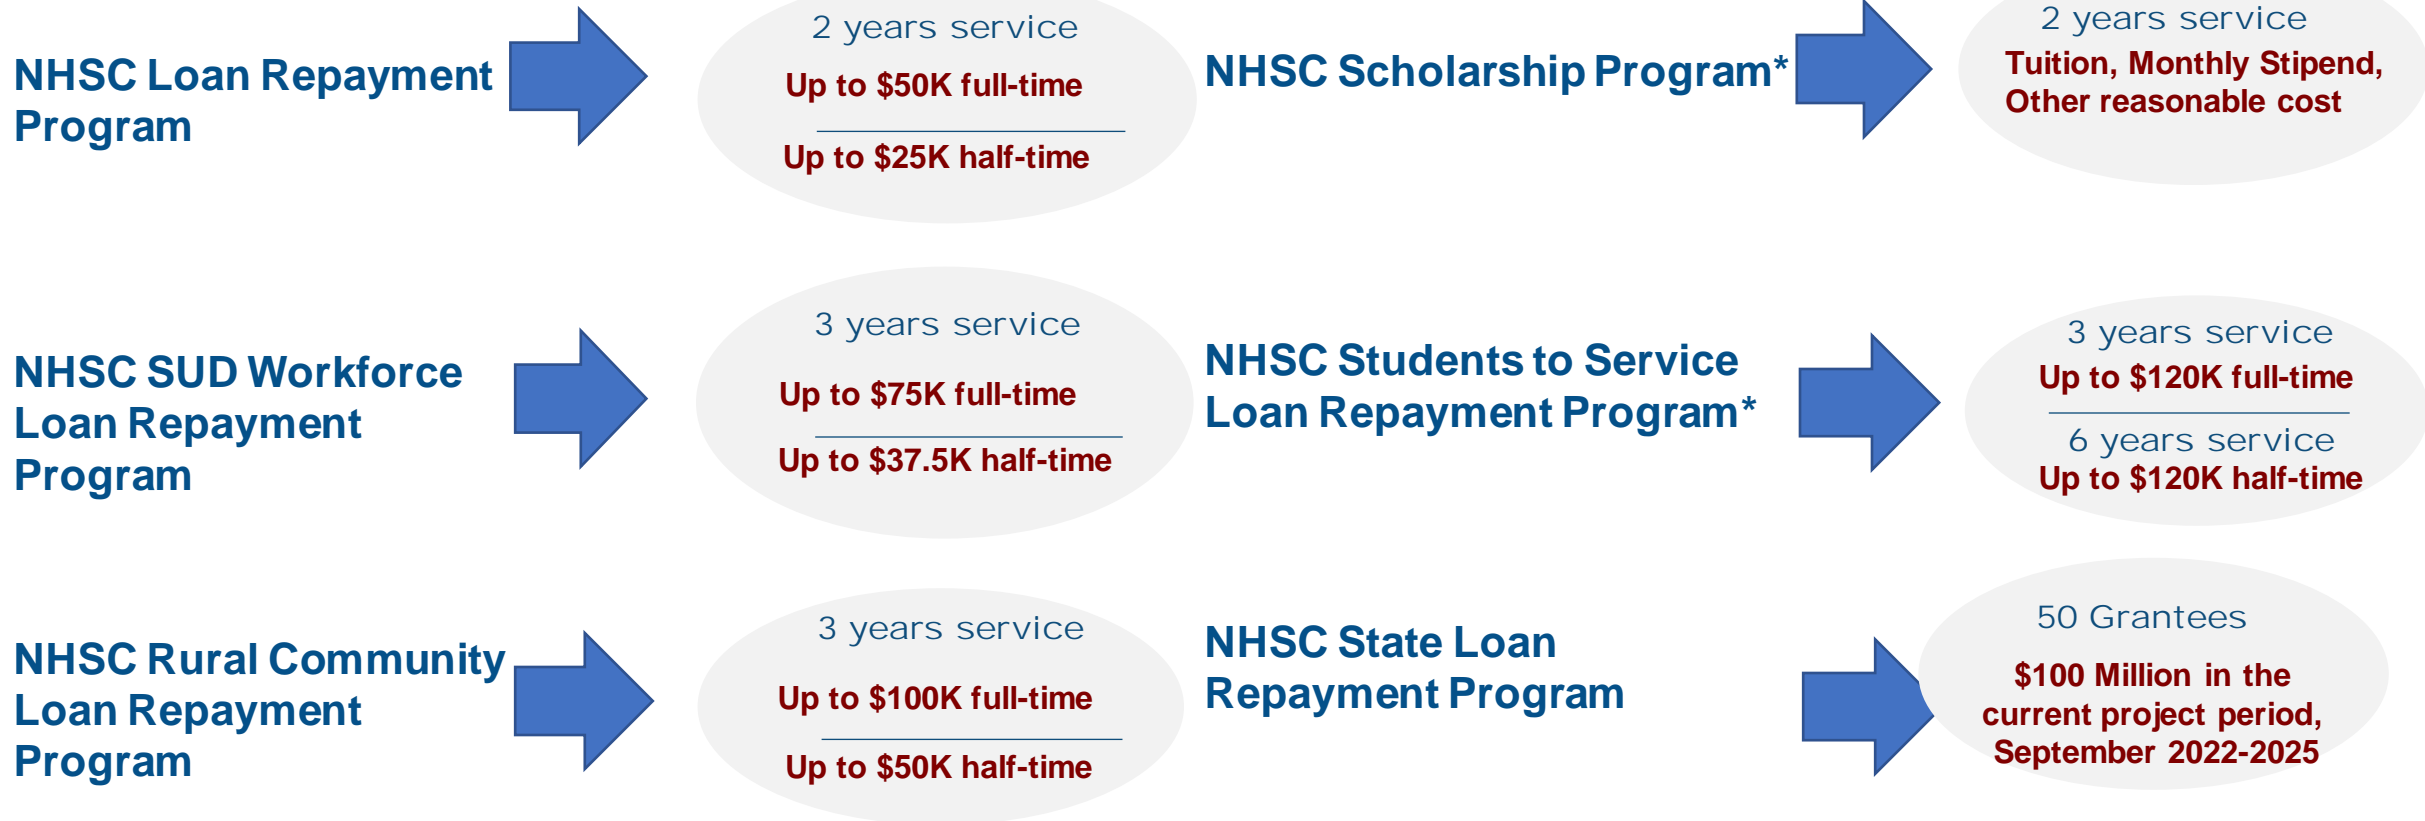 NHSC Loan Repayment
Program
2 years service
Up to $50K full-time
Up to $25K half-time
NHSC Scholarship Program*
2 years service
Tuition, Monthly Stipend,
Other reasonable cost
NHSC SUD Workforce
Loan Repayment
Program
3 years service
Up to $75K full-time
Up to $37.5K half-time
NHSC Students to Service
Loan Repayment Program*
3 years service
Up to $120K full-time
6 years service
Up to $120K half-time
NHSC Rural Community
Loan Repayment
Program
3 years service
Up to $100K full-time
Up to $50K half-time
NHSC State Loan
Repayment Program
50 Grantees
$100 Million in the
current project period,
September 2022-2025